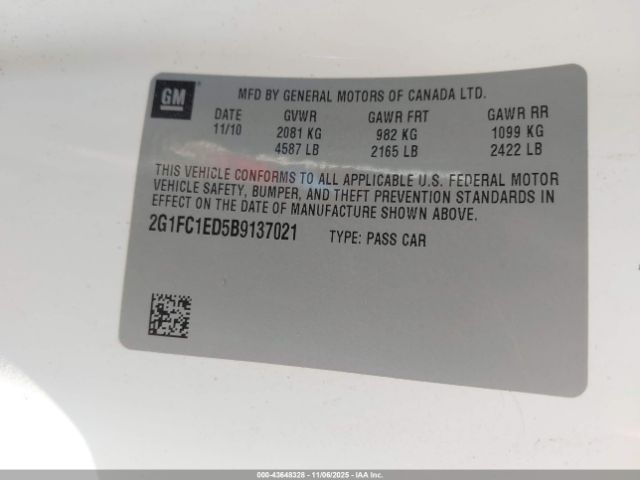 GM
MFD BY GENERAL MOTORS OF CANADA LTD.
DATE GVWR GAWR FRT GAWR RR
11/10 2081 KG 982 KG 1099 KG
4587 LB 2165 LB 2422 LB
THIS VEHICLE CONFORMS TO ALL APPLICABLE U.S. FEDERAL MOTOR
VEHICLE SAFETY, BUMPER, AND THEFT PREVENTION STANDARDS IN
EFFECT ON THE DATE OF MANUFACTURE SHOWN ABOVE.
2G1FC1ED5B9137021 TYPE: PASS CAR
000-43648328 - 11/06/2025 - IAA Inc.